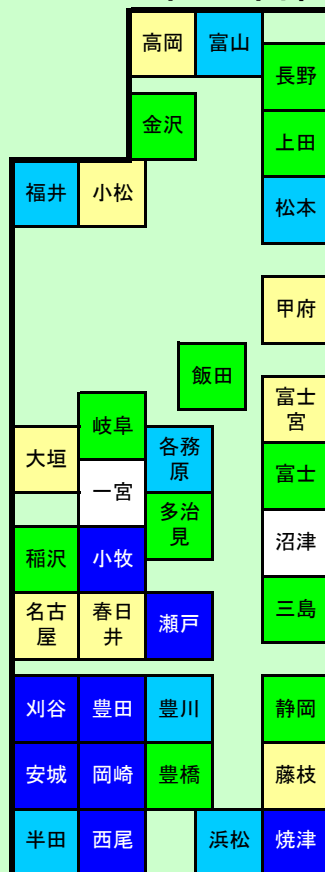 高岡 富山
長野
金沢
上田
福井 小松
松本
甲府
飯田
富士
宮
岐阜
大垣
各務
原
富士
一宮
多治
見
沼津
稲沢 小牧
三島
名古
屋
春日
井
瀬戸
刈谷 豊田 豊川 静岡
安城 岡崎 豊橋 藤枝
半田 西尾 浜松 焼津